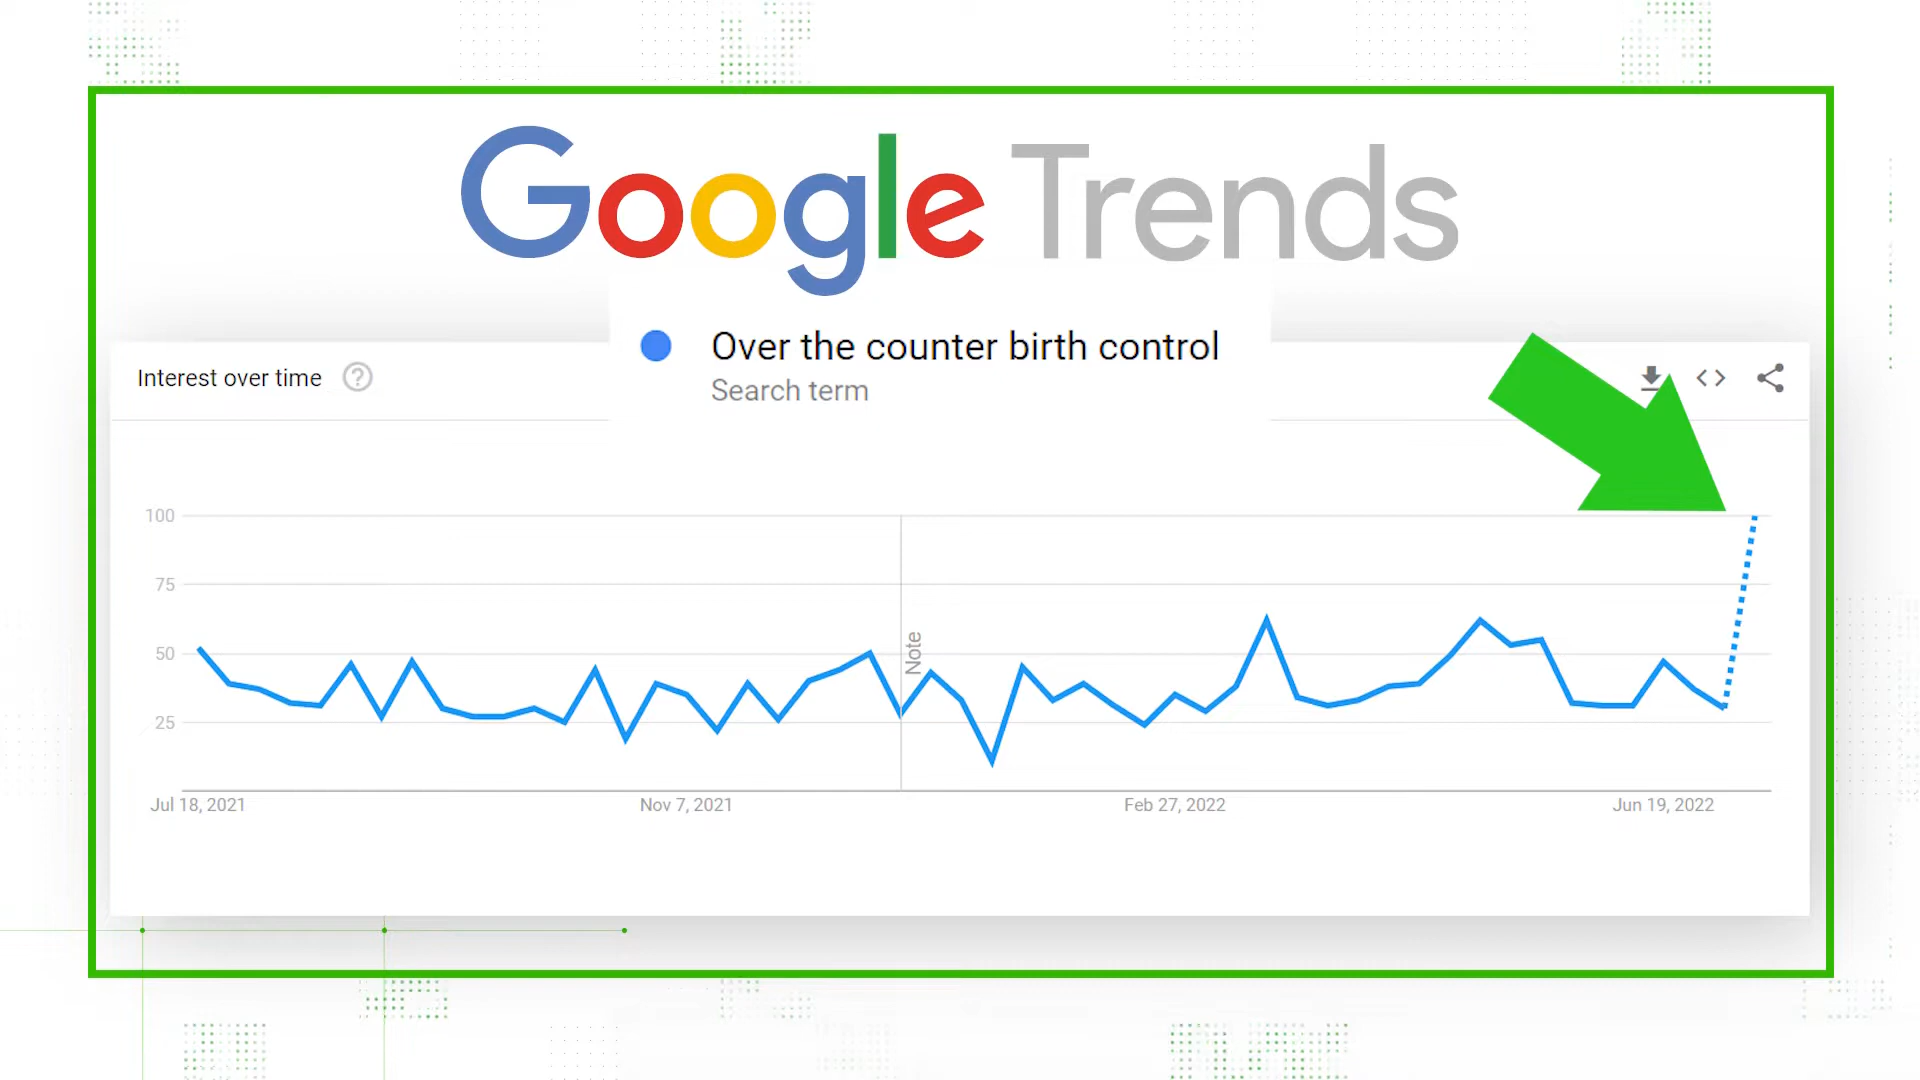 Google Trends
Over the counter birth control
Search term
Interest over time ?
100
75
50
25
Note
Jul 18, 2021 Nov 7, 2021 Feb 27, 2022 Jun 19, 2022